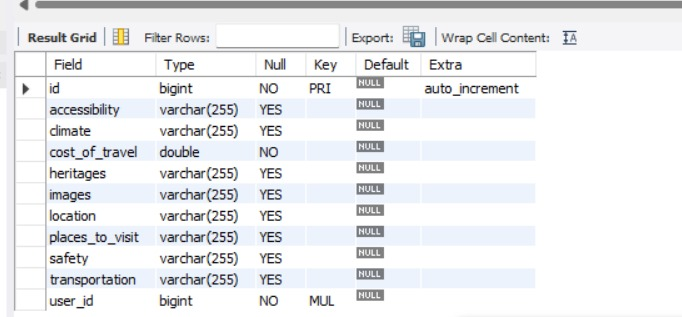 Result Grid Filter Rows: Export: Wrap Cell Content: IA
Field Type Null Key Default Extra
id bigint NO PRI NULL auto_increment
accessibility varchar(255) YES NULL
climate varchar(255) YES NULL
cost_of_travel double NO NULL
heritages varchar(255) YES NULL
images varchar(255) YES NULL
location varchar(255) YES NULL
places_to_visit varchar(255) YES NULL
safety varchar(255) YES NULL
transportation varchar(255) YES NULL
user_id bigint NO MUL NULL